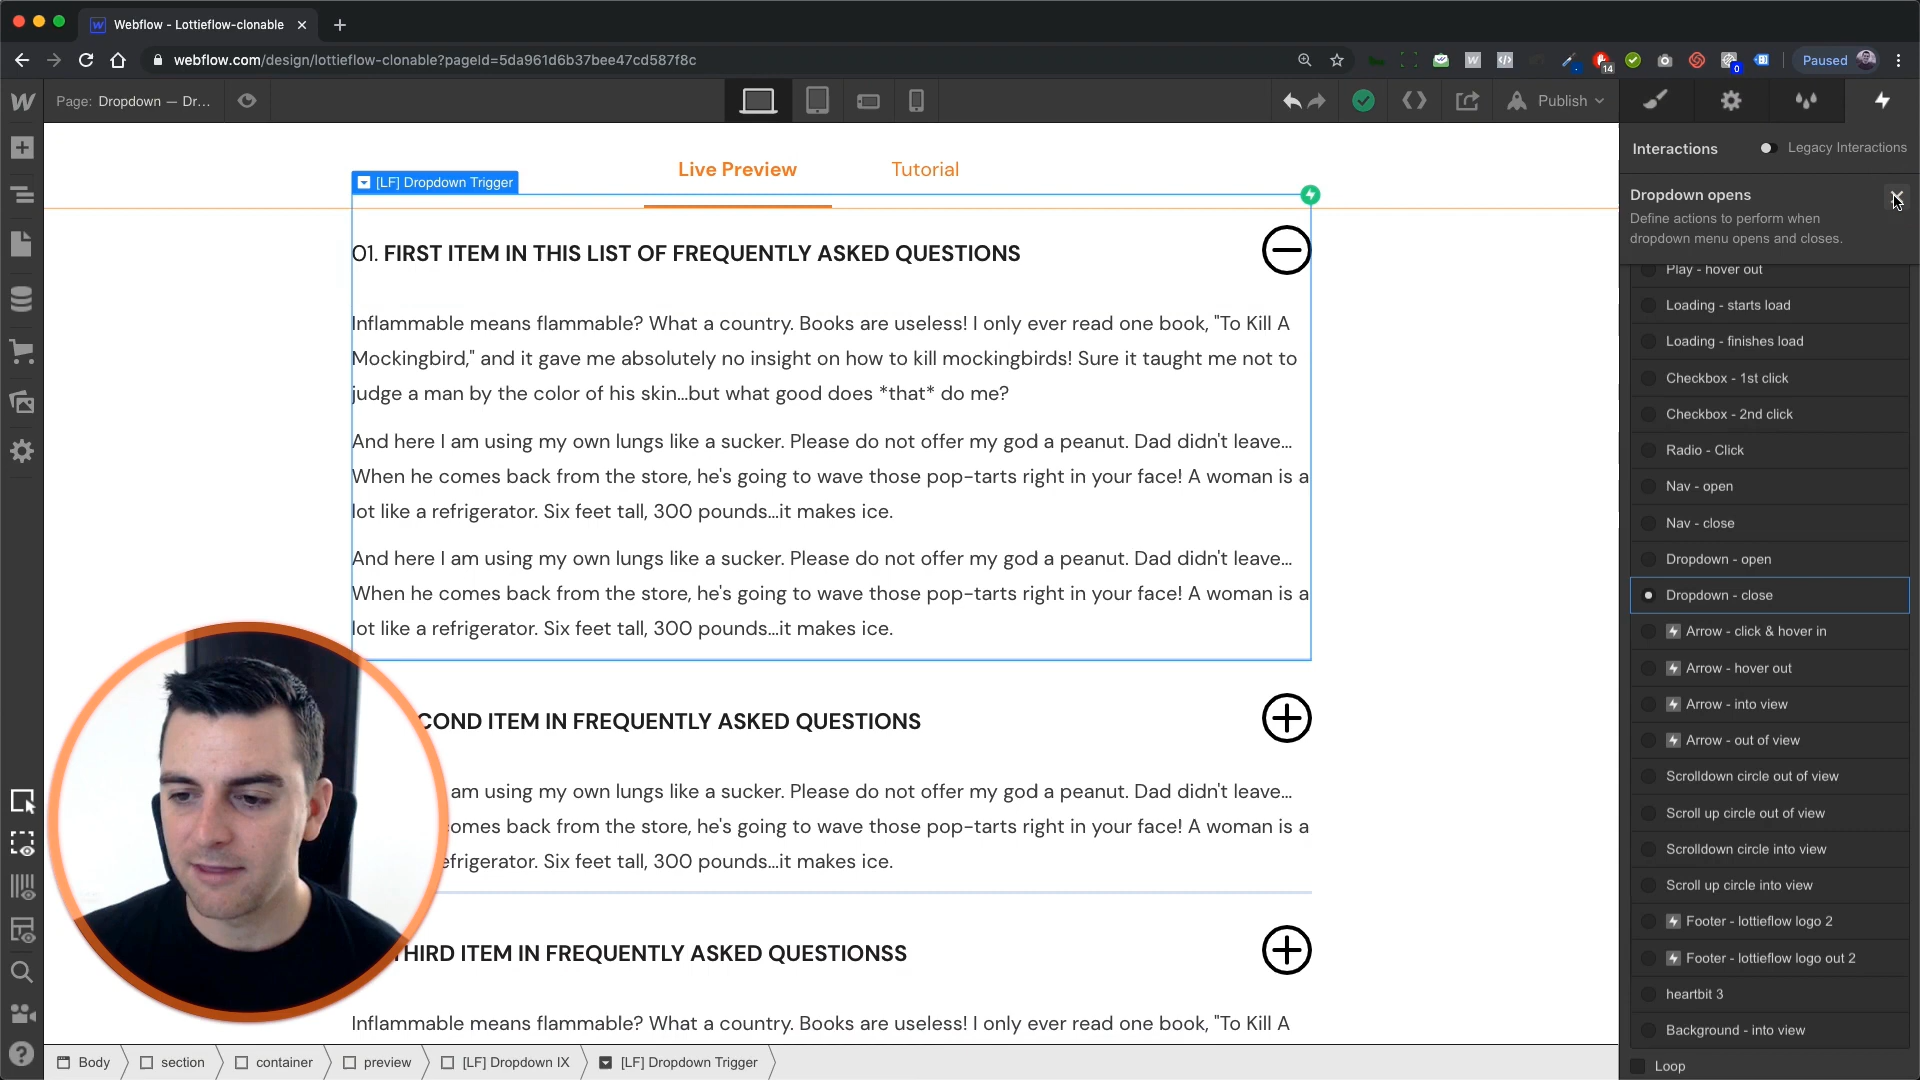 Webflow - Lottieflow-clonable
webflow.com/design/lottieflow-clonable?pageId=5da961d6b37bee47cd587f8c
14
0
Paused
Page: Dropdown — Dr...
Publish
Interactions
Legacy Interactions
Dropdown opens
Define actions to perform when
dropdown menu opens and closes.
Play - hover out
Loading - starts load
Loading - finishes load
Checkbox - 1st click
Checkbox - 2nd click
Radio - Click
Nav - open
Nav - close
Dropdown - open
Dropdown - close
Arrow - click & hover in
Arrow - hover out
Arrow - into view
Arrow - out of view
Scrolldown circle out of view
Scroll up circle out of view
Scrolldown circle into view
Scroll up circle into view
Footer - lottieflow logo 2
Footer - lottieflow logo out 2
heartbit 3
Background - into view
Loop
Live Preview
Tutorial
[LF] Dropdown Trigger
01. FIRST ITEM IN THIS LIST OF FREQUENTLY ASKED QUESTIONS
Inflammable means flammable? What a country. Books are useless! I only ever read one book, "To Kill A
Mockingbird," and it gave me absolutely no insight on how to kill mockingbirds! Sure it taught me not to
judge a man by the color of his skin…but what good does *that* do me?
And here I am using my own lungs like a sucker. Please do not offer my god a peanut. Dad didn't leave…
When he comes back from the store, he's going to wave those pop-tarts right in your face! A woman is a
lot like a refrigerator. Six feet tall, 300 pounds…it makes ice.
And here I am using my own lungs like a sucker. Please do not offer my god a peanut. Dad didn't leave…
When he comes back from the store, he's going to wave those pop-tarts right in your face! A woman is a
lot like a refrigerator. Six feet tall, 300 pounds…it makes ice.
COND ITEM IN FREQUENTLY ASKED QUESTIONS
am using my own lungs like a sucker. Please do not offer my god a peanut. Dad didn't leave…
comes back from the store, he's going to wave those pop-tarts right in your face! A woman is a
efrigerator. Six feet tall, 300 pounds…it makes ice.
THIRD ITEM IN FREQUENTLY ASKED QUESTIONSS
Inflammable means flammable? What a country. Books are useless! I only ever read one book, "To Kill A
Body
section
container
preview
[LF] Dropdown IX
[LF] Dropdown Trigger